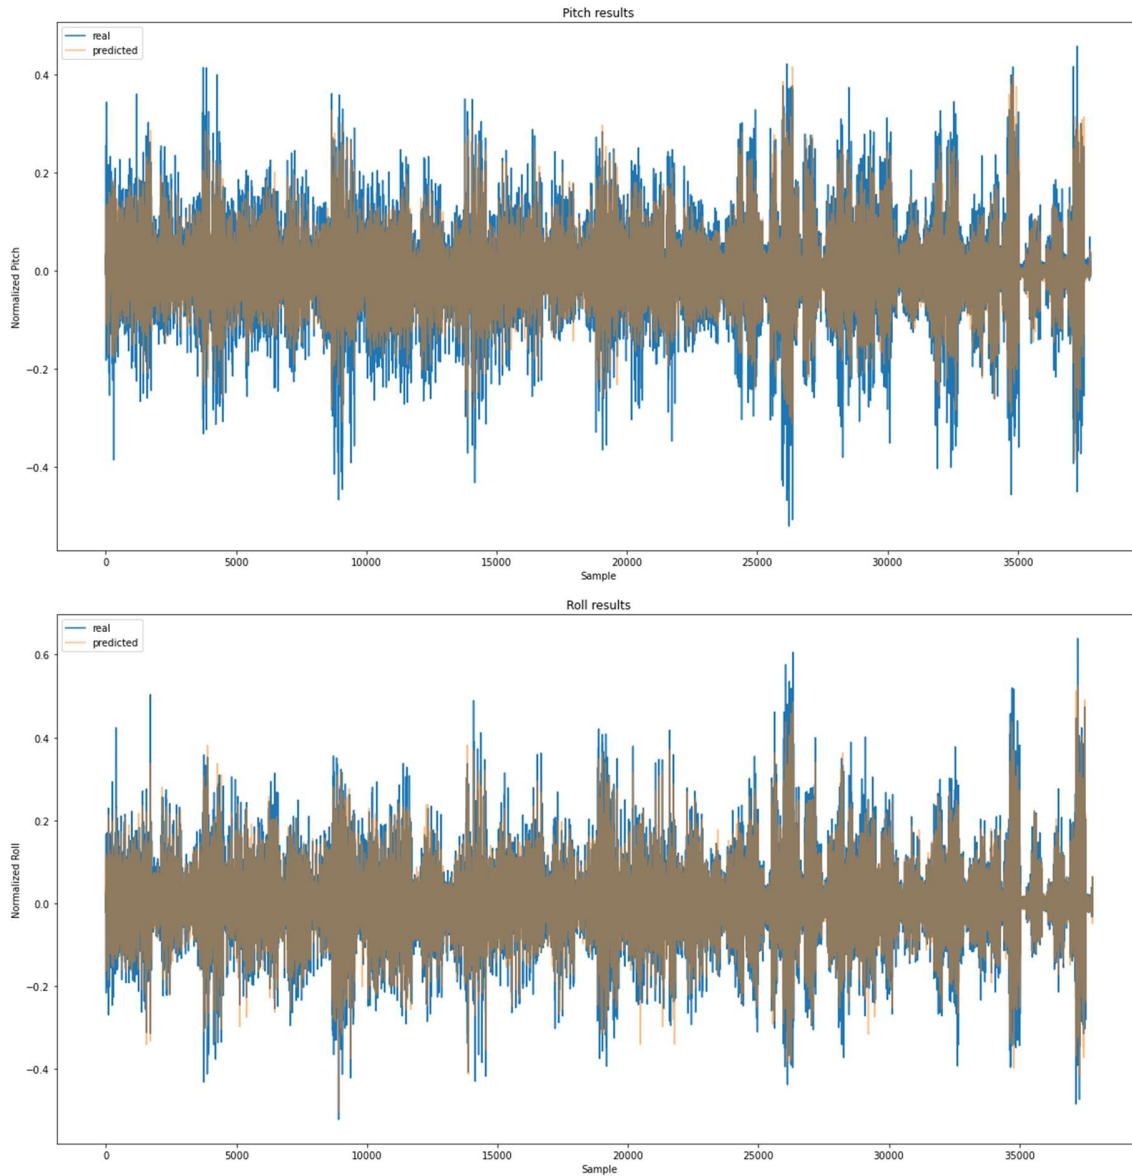 Pitch results
real
predicted
0.4
0.2
0.0
−0.2
−0.4
Normalized Pitch
0 5000 10000 15000 20000 25000 30000 35000
Sample
Roll results
real
predicted
0.6
0.4
0.2
0.0
−0.2
−0.4
Normalized Roll
0 5000 10000 15000 20000 25000 30000 35000
Sample